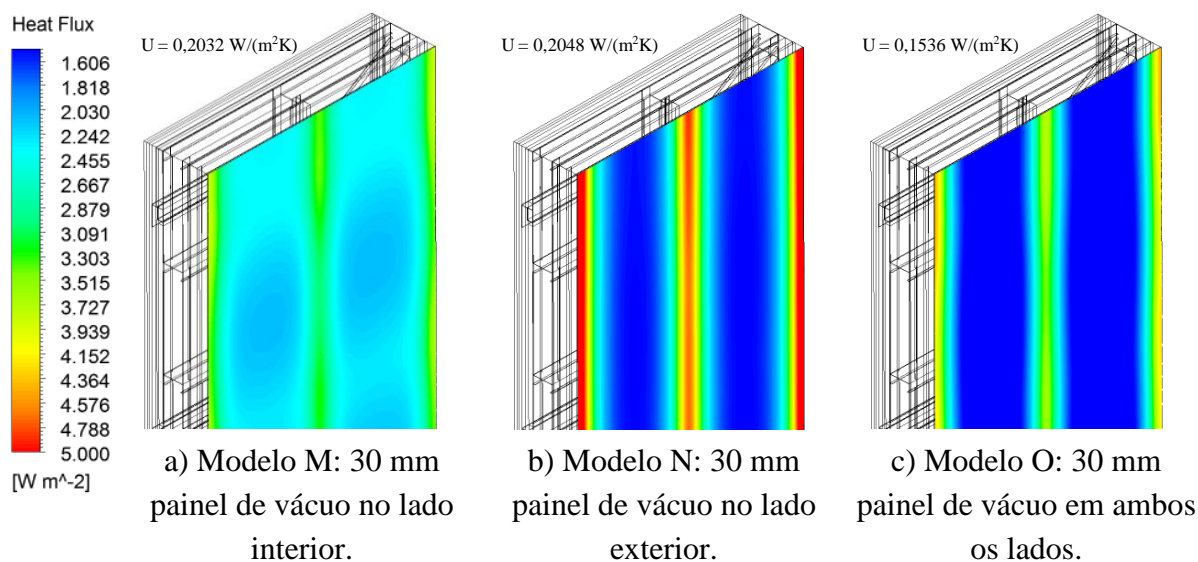 Heat Flux
1.606
1.818
2.030
2.242
2.455
2.667
2.879
3.091
3.303
3.515
3.727
3.939
4.152
4.364
4.576
4.788
5.000
[W m^-2]
U = 0,2032 W/(m²K)
a) Modelo M: 30 mm
painel de vácuo no lado
interior.
U = 0,2048 W/(m²K)
b) Modelo N: 30 mm
painel de vácuo no lado
exterior.
U = 0,1536 W/(m²K)
c) Modelo O: 30 mm
painel de vácuo em ambos
os lados.